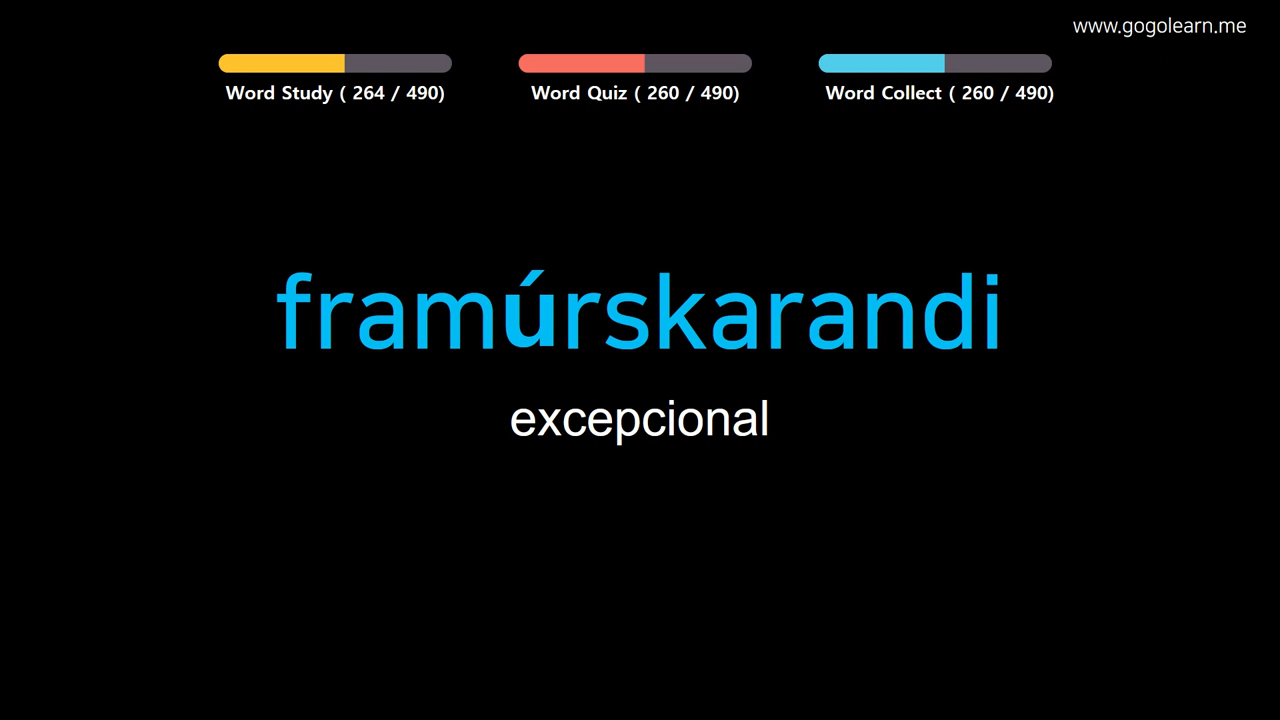 www.gogolearn.me
Word Study ( 264 / 490)
Word Quiz ( 260 / 490)
Word Collect ( 260 / 490)
framúrskarandi
excepcional